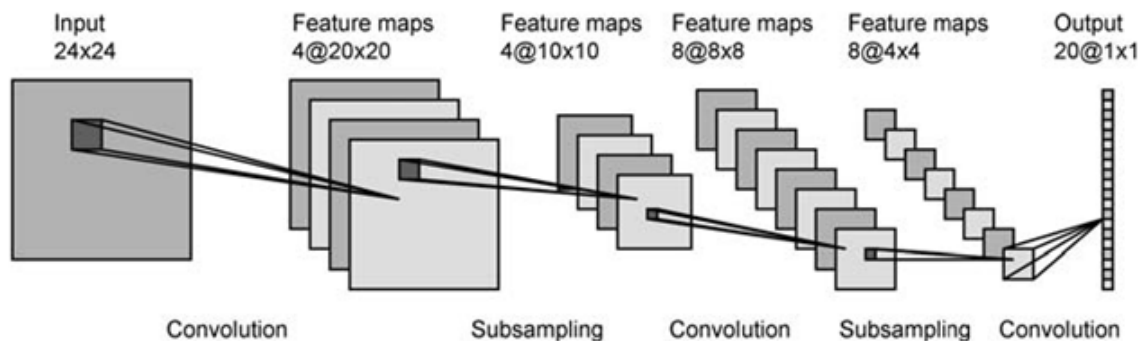 Input
24x24
Feature maps
4@20x20
Feature maps
4@10x10
Feature maps
8@8x8
Feature maps
8@4x4
Output
20@1x1
Convolution
Subsampling
Convolution
Subsampling
Convolution